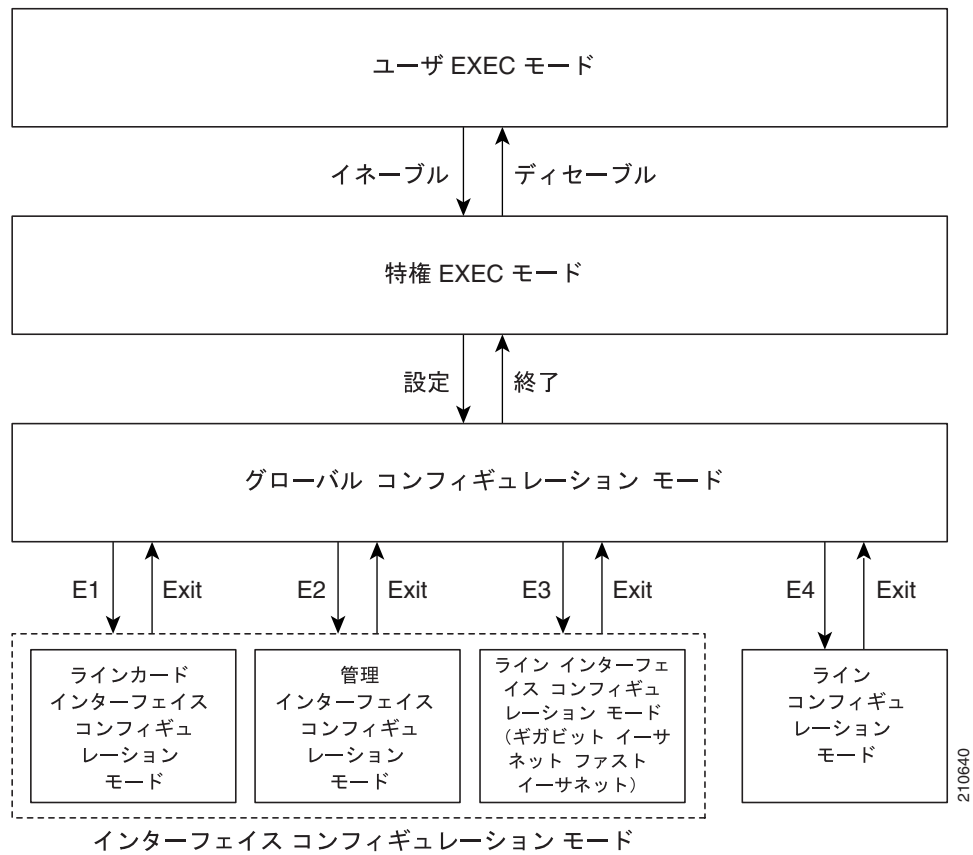 ユーザ EXEC モード
イネーブル
ディセーブル
特権 EXEC モード
設定
終了
グローバル コンフィギュレーション モード
E1
Exit
E2
Exit
E3
Exit
E4
Exit
ラインカード
インターフェイス
コンフィギュ
レーション
モード
管理
インターフェイス
コンフィギュ
レーション
モード
ライン インターフェ
イス コンフィギュ
レーション モード
(ギガビット イーサ
ネット ファスト
イーサネット)
ライン
コンフィギュ
レーション
モード
インターフェイス コンフィギュレーション モード
210640